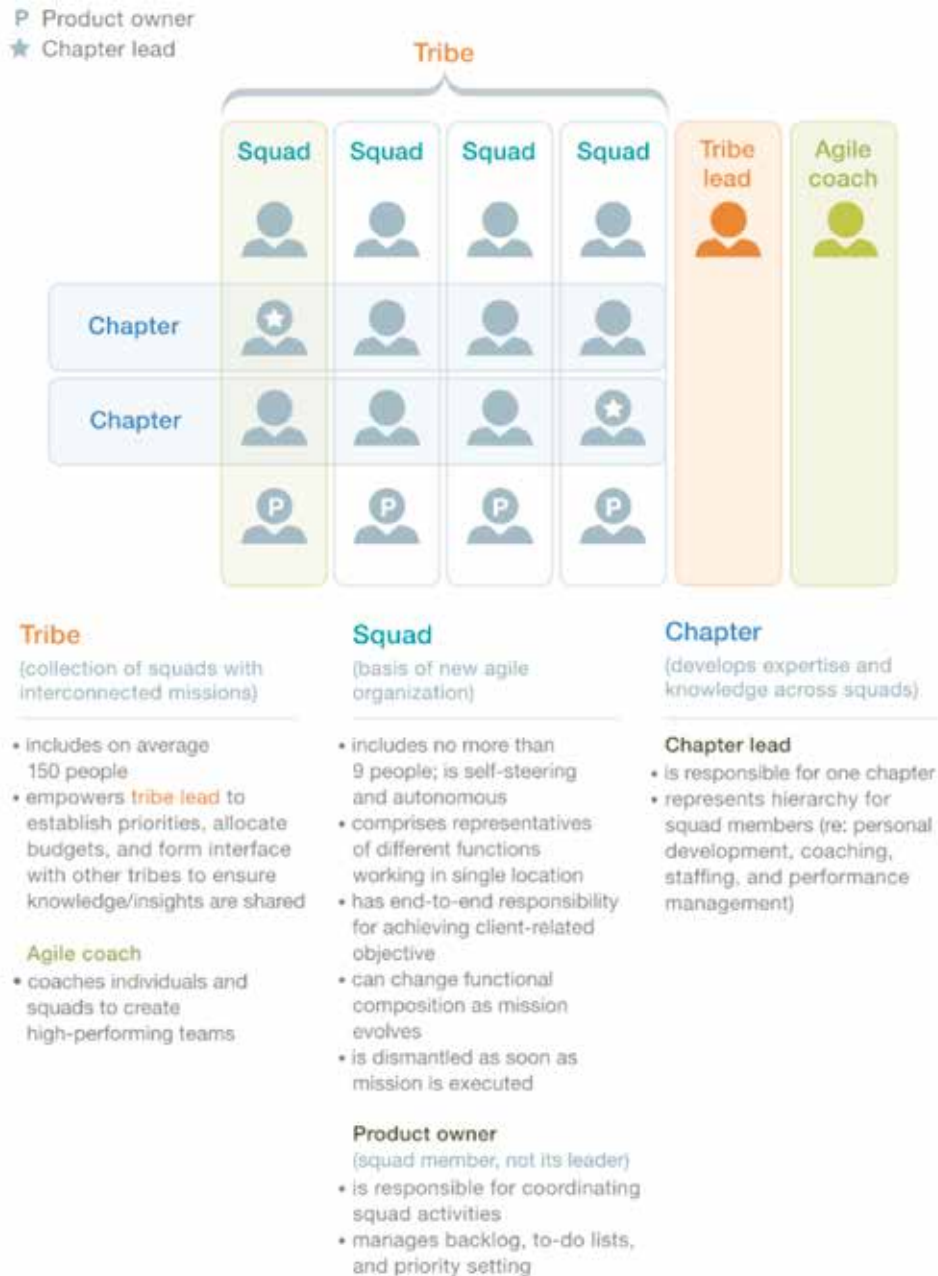 P Product owner
★ Chapter lead
Tribe
Squad
Squad
Squad
Squad
Tribe
lead
Agile
coach
Chapter
Chapter
P
P
P
P
Tribe
(collection of squads with
interconnected missions)
• includes on average
150 people
• empowers tribe lead to
establish priorities, allocate
budgets, and form interface
with other tribes to ensure
knowledge/insights are shared
Agile coach
• coaches individuals and
squads to create
high-performing teams
Squad
(basis of new agile
organization)
• includes no more than
9 people; is self-steering
and autonomous
• comprises representatives
of different functions
working in single location
• has end-to-end responsibility
for achieving client-related
objective
• can change functional
composition as mission
evolves
• is dismantled as soon as
mission is executed
Product owner
(squad member, not its leader)
• is responsible for coordinating
squad activities
• manages backlog, to-do lists,
and priority setting
Chapter
(develops expertise and
knowledge across squads)
Chapter lead
• is responsible for one chapter
• represents hierarchy for
squad members (re: personal
development, coaching,
staffing, and performance
management)